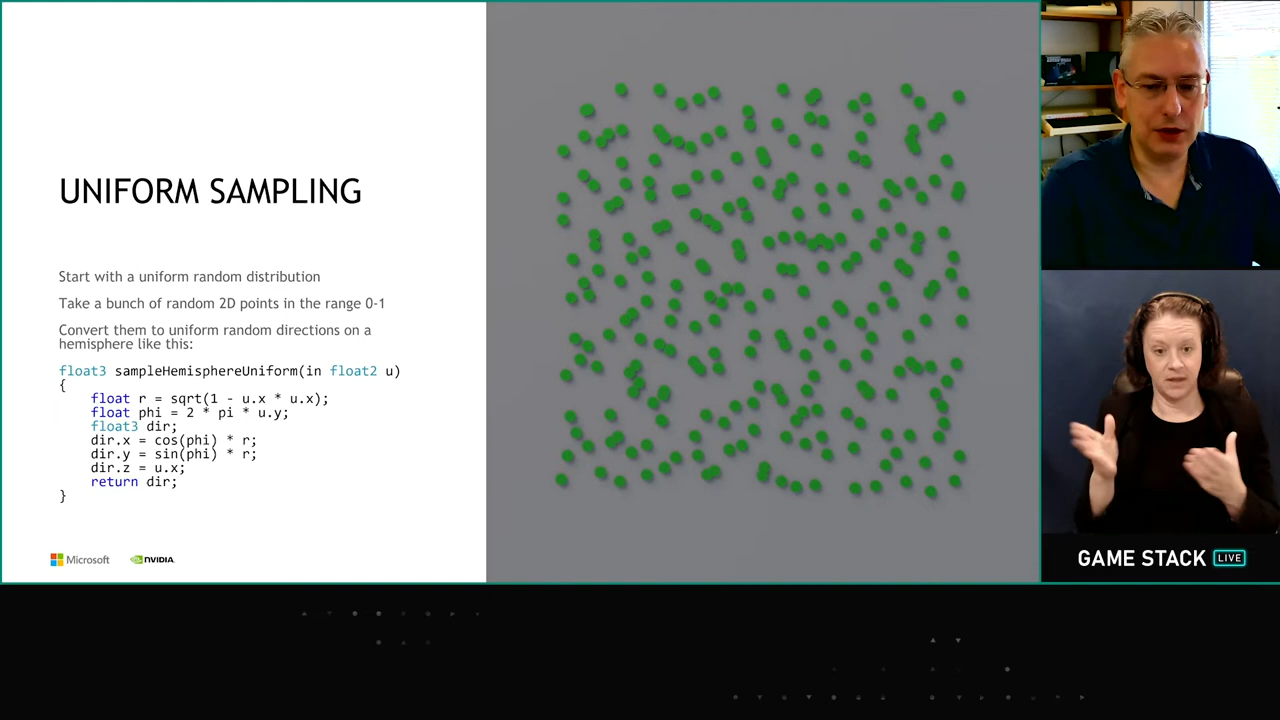 UNIFORM SAMPLING
Start with a uniform random distribution
Take a bunch of random 2D points in the range 0-1
Convert them to uniform random directions on a
hemisphere like this:
float3 sampleHemisphereUniform(in float2 u)
{
    float r = sqrt(1 - u.x * u.x);
    float phi = 2 * pi * u.y;
    float3 dir;
    dir.x = cos(phi) * r;
    dir.y = sin(phi) * r;
    dir.z = u.x;
    return dir;
}
Microsoft
NVIDIA
GAME STACK LIVE